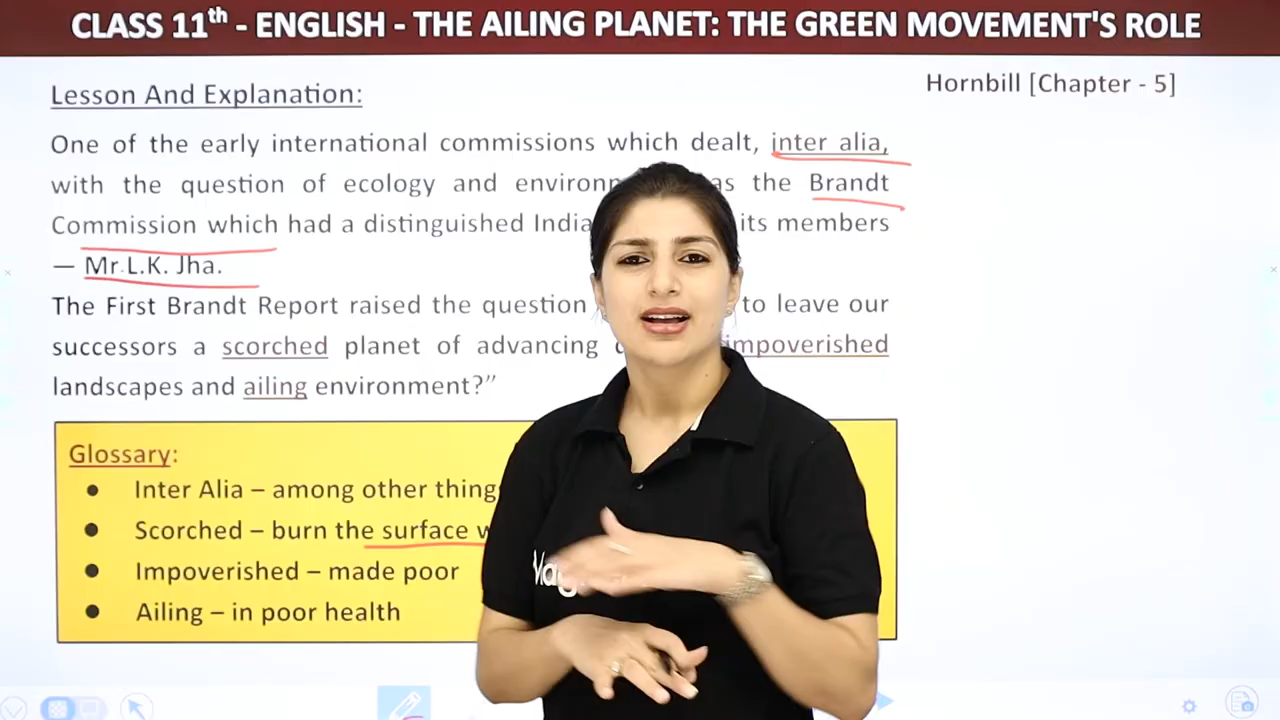 CLASS 11th - ENGLISH - THE AILING PLANET: THE GREEN MOVEMENT'S ROLE
Hornbill [Chapter - 5]
Lesson And Explanation:
One of the early international commissions which dealt, inter alia,
with the question of ecology and the Brandt
Commission which had a distinguished its members
— Mr.L.K. Jha.
The First Brandt Report raised the question to leave our
successors a scorched planet of advancing impoverished
landscapes and ailing environment?”
Glossary:
● Inter Alia – among other things
● Scorched – burn the surface
● Impoverished – made poor
● Ailing – in poor health